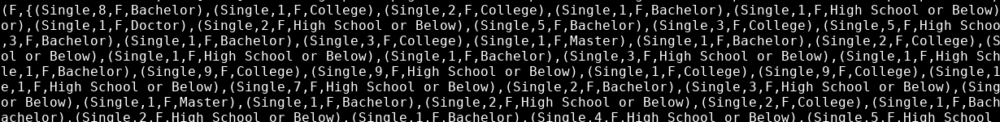 (F,{(Single,8,F,Bachelor),(Single,1,F,College),(Single,2,F,College),(Single,1,F,Bachelor),(Single,1,F,High School or Below)
or),(Single,1,F,Doctor),(Single,2,F,High School or Below),(Single,5,F,Bachelor),(Single,3,F,College),(Single,5,F,High Schoo
,3,F,Bachelor),(Single,1,F,Bachelor),(Single,3,F,College),(Single,1,F,Master),(Single,1,F,Bachelor),(Single,2,F,College),(S
ol or Below),(Single,1,F,High School or Below),(Single,1,F,Bachelor),(Single,3,F,High School or Below),(Single,1,F,High Sch
le,1,F,Bachelor),(Single,9,F,College),(Single,9,F,High School or Below),(Single,1,F,College),(Single,9,F,College),(Single,1
e,1,F,High School or Below),(Single,7,F,High School or Below),(Single,2,F,Bachelor),(Single,3,F,High School or Below),(Sing
or Below),(Single,1,F,Master),(Single,1,F,Bachelor),(Single,2,F,High School or Below),(Single,2,F,College),(Single,1,F,Bach
achelor),(Single,2,F,High School or Below),(Single,1,F,Bachelor),(Single,4,F,High School or Below),(Single,5,F,High School